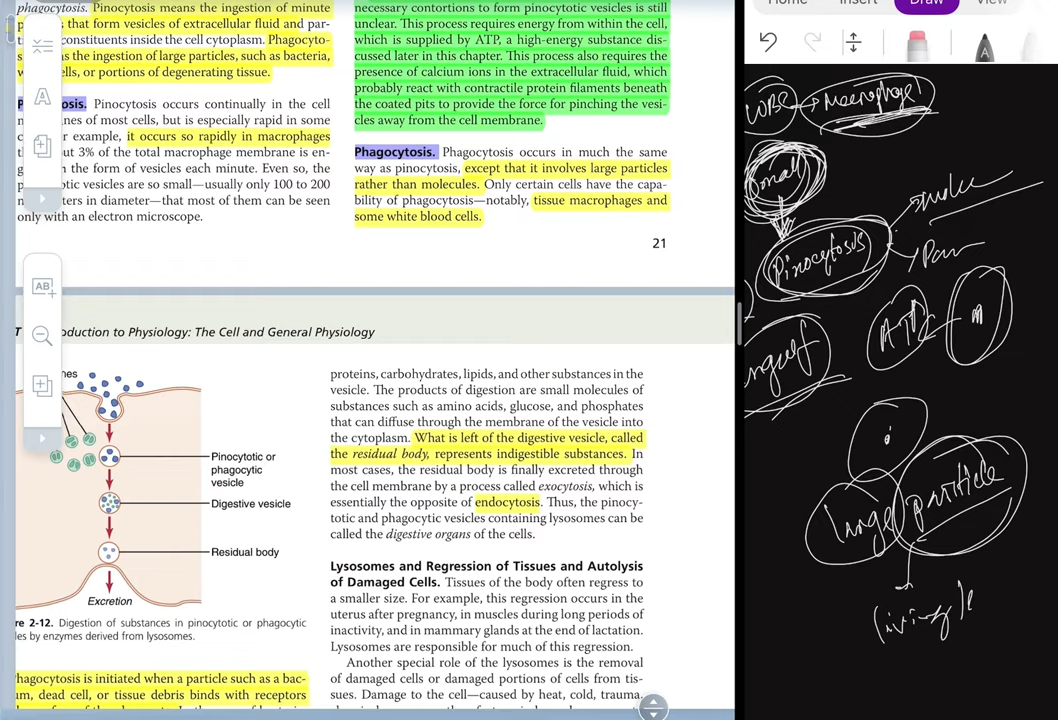 phagocytosis. Pinocytosis means the ingestion of minute
that form vesicles of extracellular fluid and par-
constituents inside the cell cytoplasm. Phagocyto-
s the ingestion of large particles, such as bacteria,
ells, or portions of degenerating tissue.
osis. Pinocytosis occurs continually in the cell
nes of most cells, but is especially rapid in some
r example, it occurs so rapidly in macrophages
ut 3% of the total macrophage membrane is en-
in the form of vesicles each minute. Even so, the
otic vesicles are so small—usually only 100 to 200
ters in diameter—that most of them can be seen
only with an electron microscope.
necessary contortions to form pinocytotic vesicles is still
unclear. This process requires energy from within the cell,
which is supplied by ATP, a high-energy substance dis-
cussed later in this chapter. This process also requires the
presence of calcium ions in the extracellular fluid, which
probably react with contractile protein filaments beneath
the coated pits to provide the force for pinching the vesi-
cles away from the cell membrane.
Phagocytosis. Phagocytosis occurs in much the same
way as pinocytosis, except that it involves large particles
rather than molecules. Only certain cells have the capa-
bility of phagocytosis—notably, tissue macrophages and
some white blood cells.
21
T
oduction to Physiology: The Cell and General Physiology
nes
Pinocytotic or
phagocytic
vesicle
Digestive vesicle
Residual body
Excretion
re 2-12. Digestion of substances in pinocytotic or phagocytic
les by enzymes derived from lysosomes.
hagocytosis is initiated when a particle such as a bac-
um, dead cell, or tissue debris binds with receptors
proteins, carbohydrates, lipids, and other substances in the
vesicle. The products of digestion are small molecules of
substances such as amino acids, glucose, and phosphates
that can diffuse through the membrane of the vesicle into
the cytoplasm. What is left of the digestive vesicle, called
the residual body, represents indigestible substances. In
most cases, the residual body is finally excreted through
the cell membrane by a process called exocytosis, which is
essentially the opposite of endocytosis. Thus, the pinocy-
totic and phagocytic vesicles containing lysosomes can be
called the digestive organs of the cells.
Lysosomes and Regression of Tissues and Autolysis
of Damaged Cells. Tissues of the body often regress to
a smaller size. For example, this regression occurs in the
uterus after pregnancy, in muscles during long periods of
inactivity, and in mammary glands at the end of lactation.
Lysosomes are responsible for much of this regression.
Another special role of the lysosomes is the removal
of damaged cells or damaged portions of cells from tis-
sues. Damage to the cell—caused by heat, cold, trauma,
Home
Insert
Draw
View
A
AB
A
Macrophage
Small
Pinocytosis
ATP
large particle